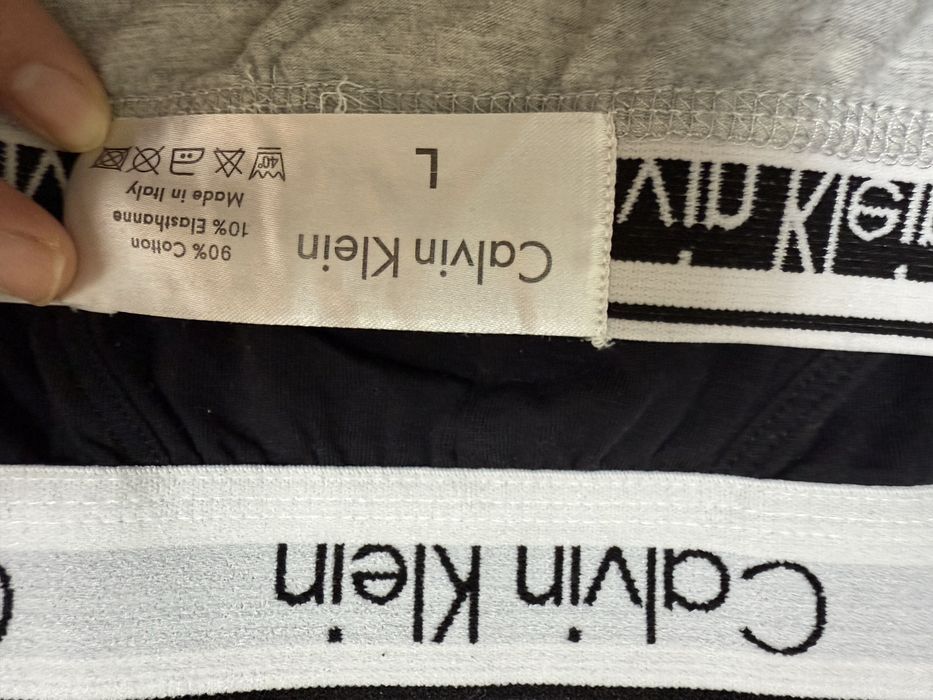 Calvin Klein
Calvin Klein
L
90% Cotton
10% Elasthanne
Made in Italy
40°
Calvin Klein